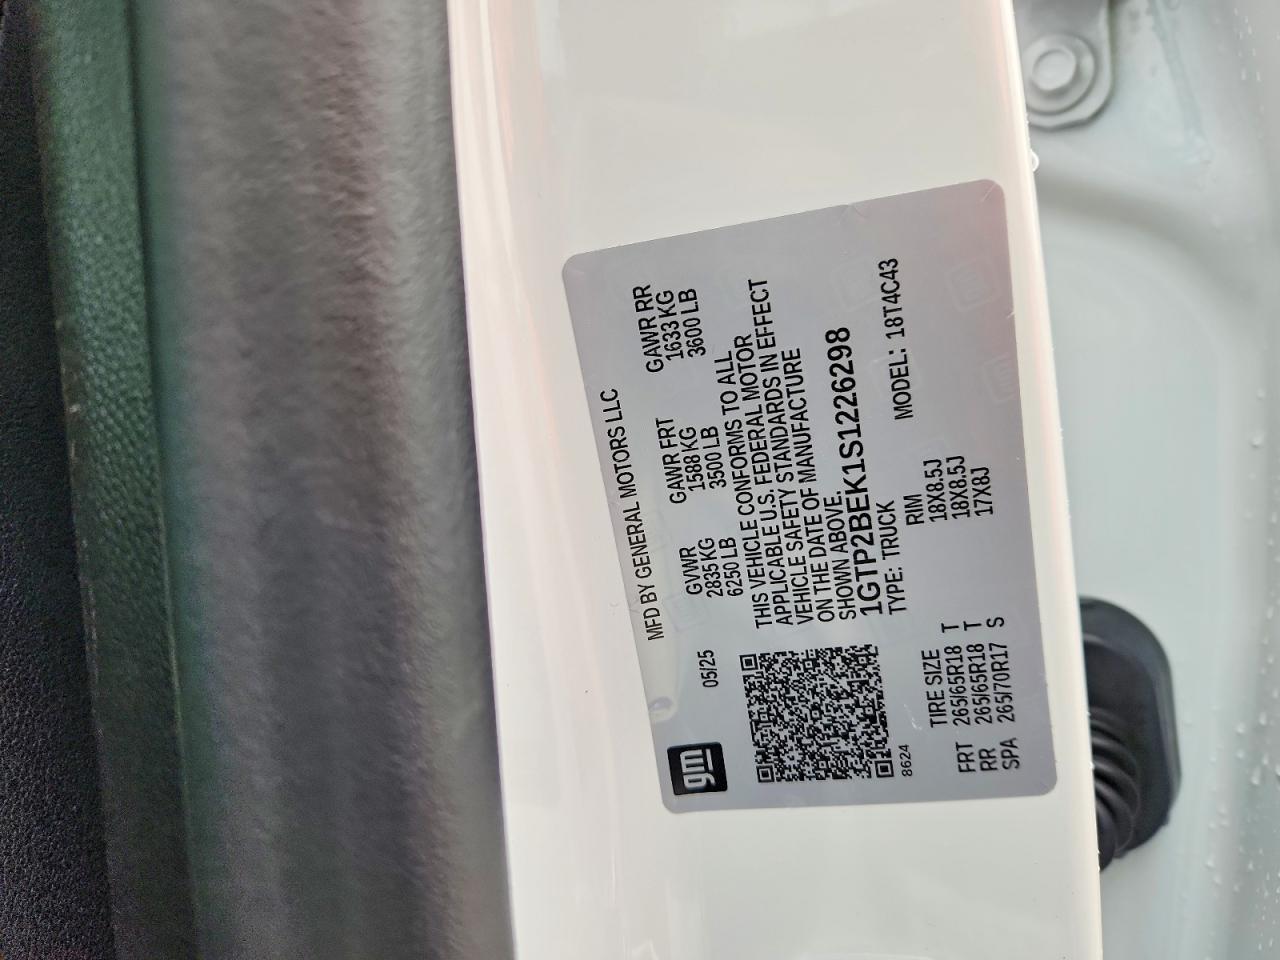 gm
05/25
MFD BY GENERAL MOTORS LLC
GVWR GAWR FRT GAWR RR
2835 KG 1588 KG 1633 KG
6250 LB 3500 LB 3600 LB
THIS VEHICLE CONFORMS TO ALL
APPLICABLE U.S. FEDERAL MOTOR
VEHICLE SAFETY STANDARDS IN EFFECT
ON THE DATE OF MANUFACTURE
SHOWN ABOVE.
1GTP2BEK1S1226298
TYPE: TRUCK MODEL: 18T4C43
8624
TIRE SIZE RIM
FRT 265/65R18 T 18X8.5J
RR 265/65R18 T 18X8.5J
SPA 265/70R17 S 17X8J